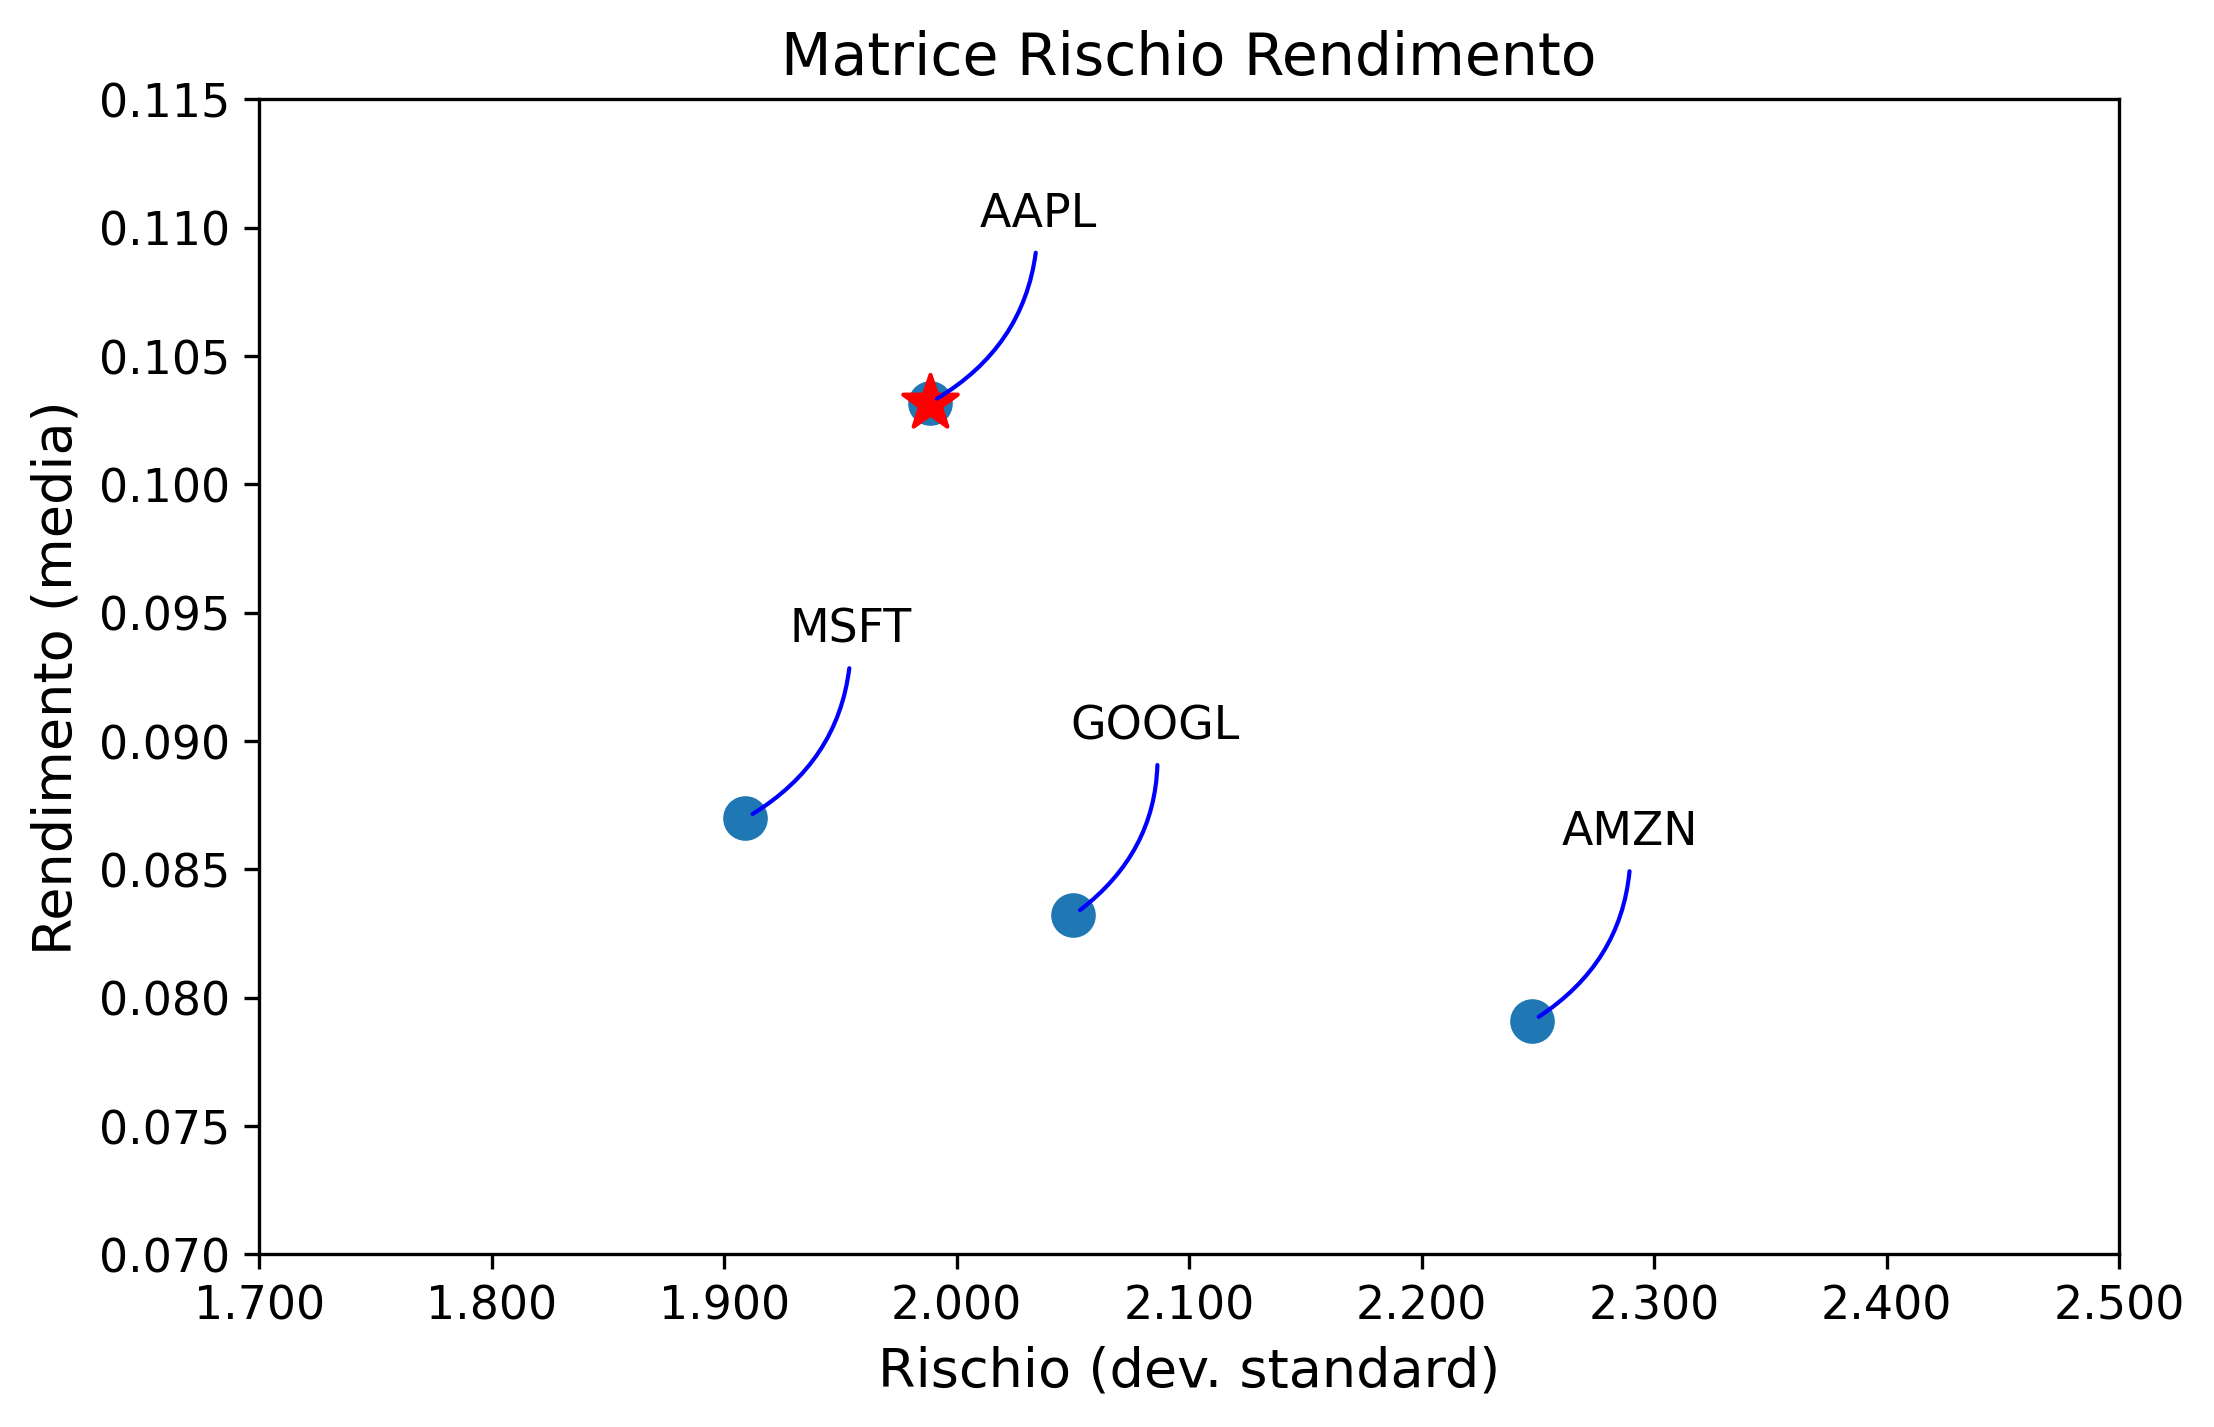 Matrice Rischio Rendimento
0.115
0.110
0.105
0.100
0.095
0.090
0.085
0.080
0.075
0.070
Rendimento (media)
AAPL
MSFT
GOOGL
AMZN
1.700 1.800 1.900 2.000 2.100 2.200 2.300 2.400 2.500
Rischio (dev. standard)